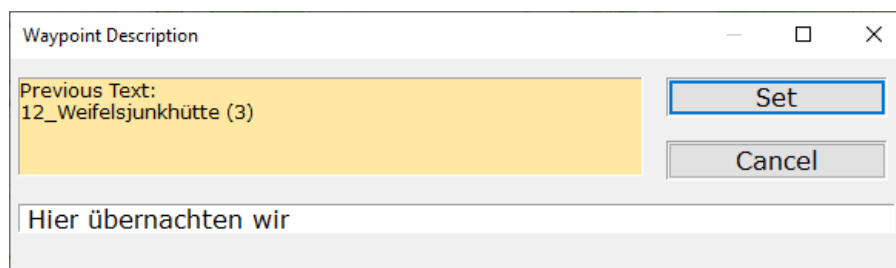 Waypoint Description
Previous Text:
12_Weifelsjunkhütte (3)
Set
Cancel
Hier übernachten wir